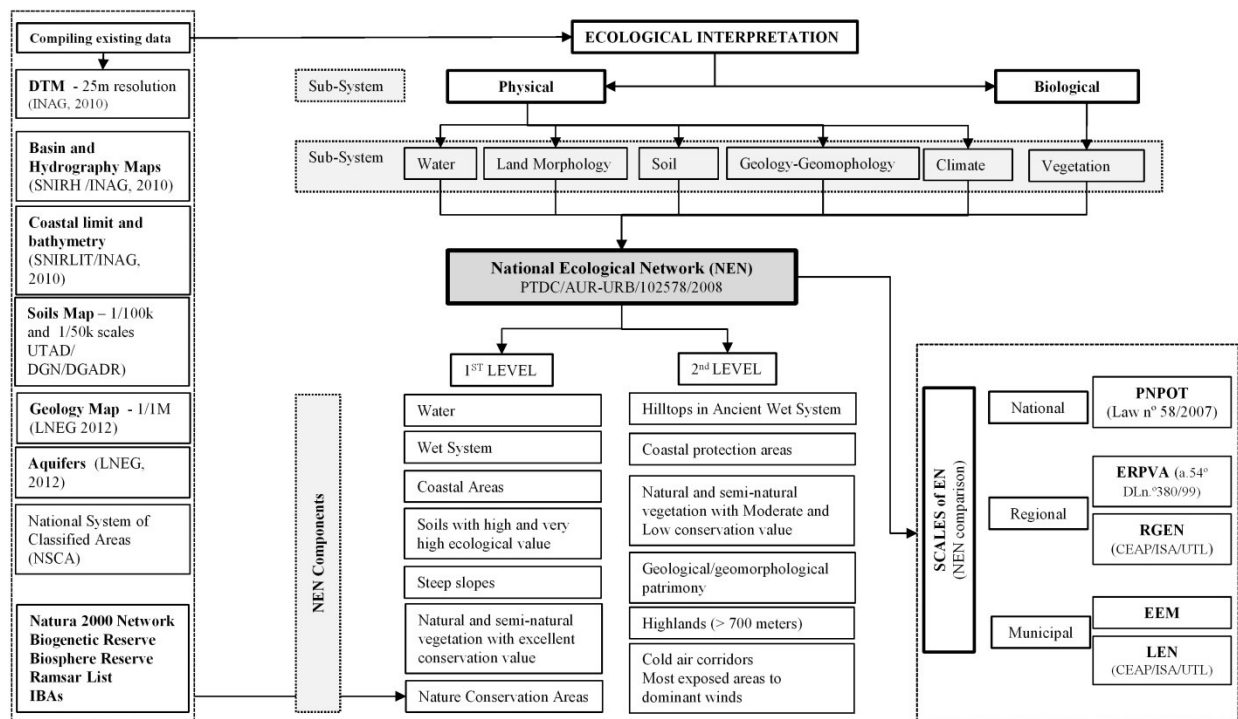 Compiling existing data
DTM - 25m resolution
(INAG, 2010)
Basin and
Hydrography Maps
(SNIRH /INAG, 2010)
Coastal limit and
bathymetry
(SNIRLIT/INAG,
2010)
Soils Map – 1/100k
and 1/50k scales
UTAD/
DGN/DGADR)
Geology Map - 1/1M
(LNEG 2012)
Aquifers (LNEG,
2012)
National System of
Classified Areas
(NSCA)
Natura 2000 Network
Biogenetic Reserve
Biosphere Reserve
Ramsar List
IBAs
ECOLOGICAL INTERPRETATION
Sub-System
Physical
Biological
Sub-System
Water
Land Morphology
Soil
Geology-Geomophology
Climate
Vegetation
National Ecological Network (NEN)
PTDC/AUR-URB/102578/2008
NEN Components
1ST LEVEL
Water
Wet System
Coastal Areas
Soils with high and very
high ecological value
Steep slopes
Natural and semi-natural
vegetation with excellent
conservation value
Nature Conservation Areas
2nd LEVEL
Hilltops in Ancient Wet System
Coastal protection areas
Natural and semi-natural
vegetation with Moderate and
Low conservation value
Geological/geomorphological
patrimony
Highlands (> 700 meters)
Cold air corridors
Most exposed areas to
dominant winds
SCALES of EN
(NEN comparison)
National
PNPOT
(Law nº 58/2007)
Regional
ERPVA (a.54º
DLn.º380/99)
RGEN
(CEAP/ISA/UTL)
Municipal
EEM
LEN
(CEAP/ISA/UTL)